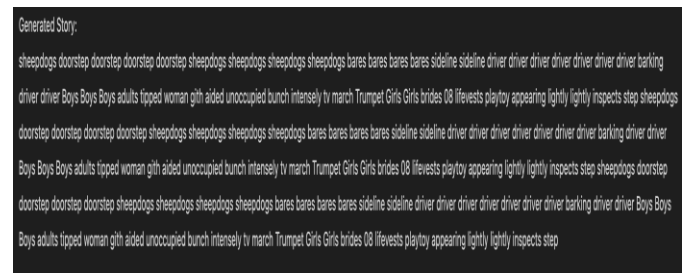 Generated Story:
sheepdogs doorstep doorstep doorstep doorstep sheepdogs sheepdogs sheepdogs sheepdogs bares bares bares bares sideline sideline driver driver driver driver driver driver driver barking
driver driver Boys Boys Boys adults tipped woman gith aided unoccupied bunch intensely tv march Trumpet Girls Girls brides 08 lifevests playtoy appearing lightly lightly inspects step sheepdogs
doorstep doorstep doorstep doorstep sheepdogs sheepdogs sheepdogs sheepdogs bares bares bares bares sideline sideline driver driver driver driver driver driver driver barking driver driver
Boys Boys Boys adults tipped woman gith aided unoccupied bunch intensely tv march Trumpet Girls Girls brides 08 lifevests playtoy appearing lightly lightly inspects step sheepdogs doorstep
doorstep doorstep doorstep sheepdogs sheepdogs sheepdogs sheepdogs bares bares bares bares sideline sideline driver driver driver driver driver driver driver barking driver driver Boys Boys
Boys adults tipped woman gith aided unoccupied bunch intensely tv march Trumpet Girls Girls brides 08 lifevests playtoy appearing lightly lightly inspects step